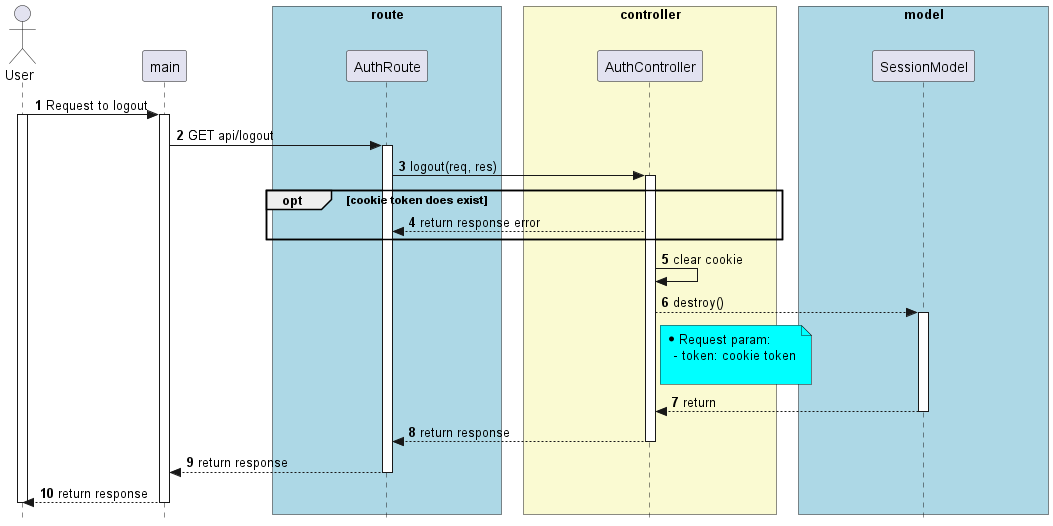 route
controller
model
User
main
AuthRoute
AuthController
SessionModel
1 Request to logout
2 GET api/logout
3 logout(req, res)
opt [cookie token does exist]
4 return response error
5 clear cookie
6 destroy()
• Request param:
- token: cookie token
7 return
8 return response
9 return response
10 return response